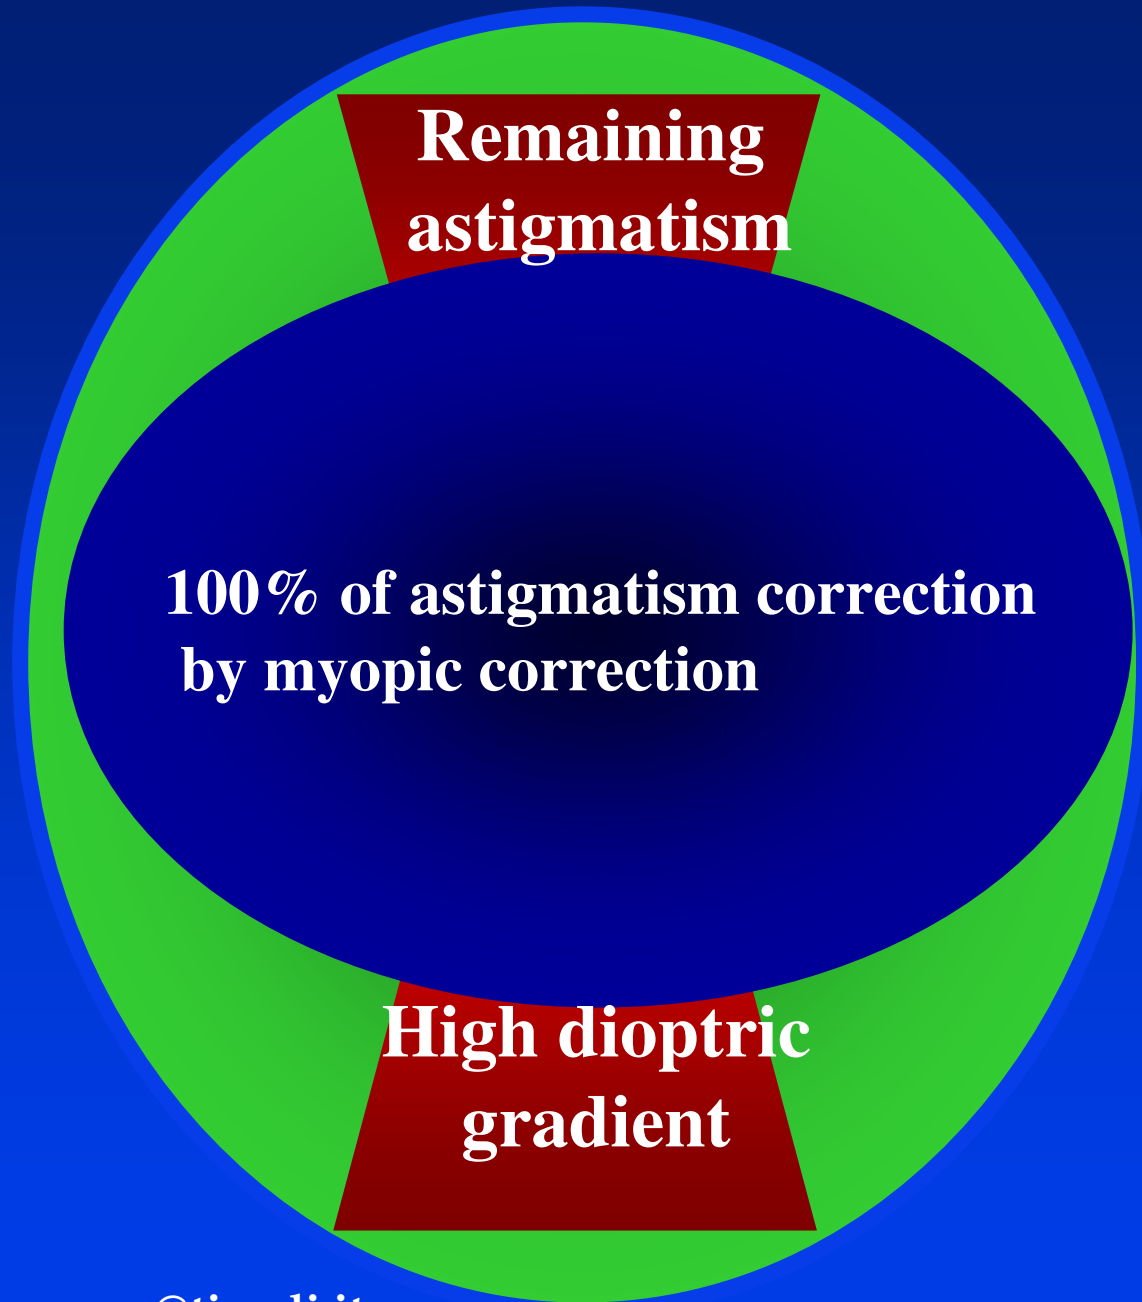 Remaining
astigmatism
100% of astigmatism correction
by myopic correction
High dioptric
gradient